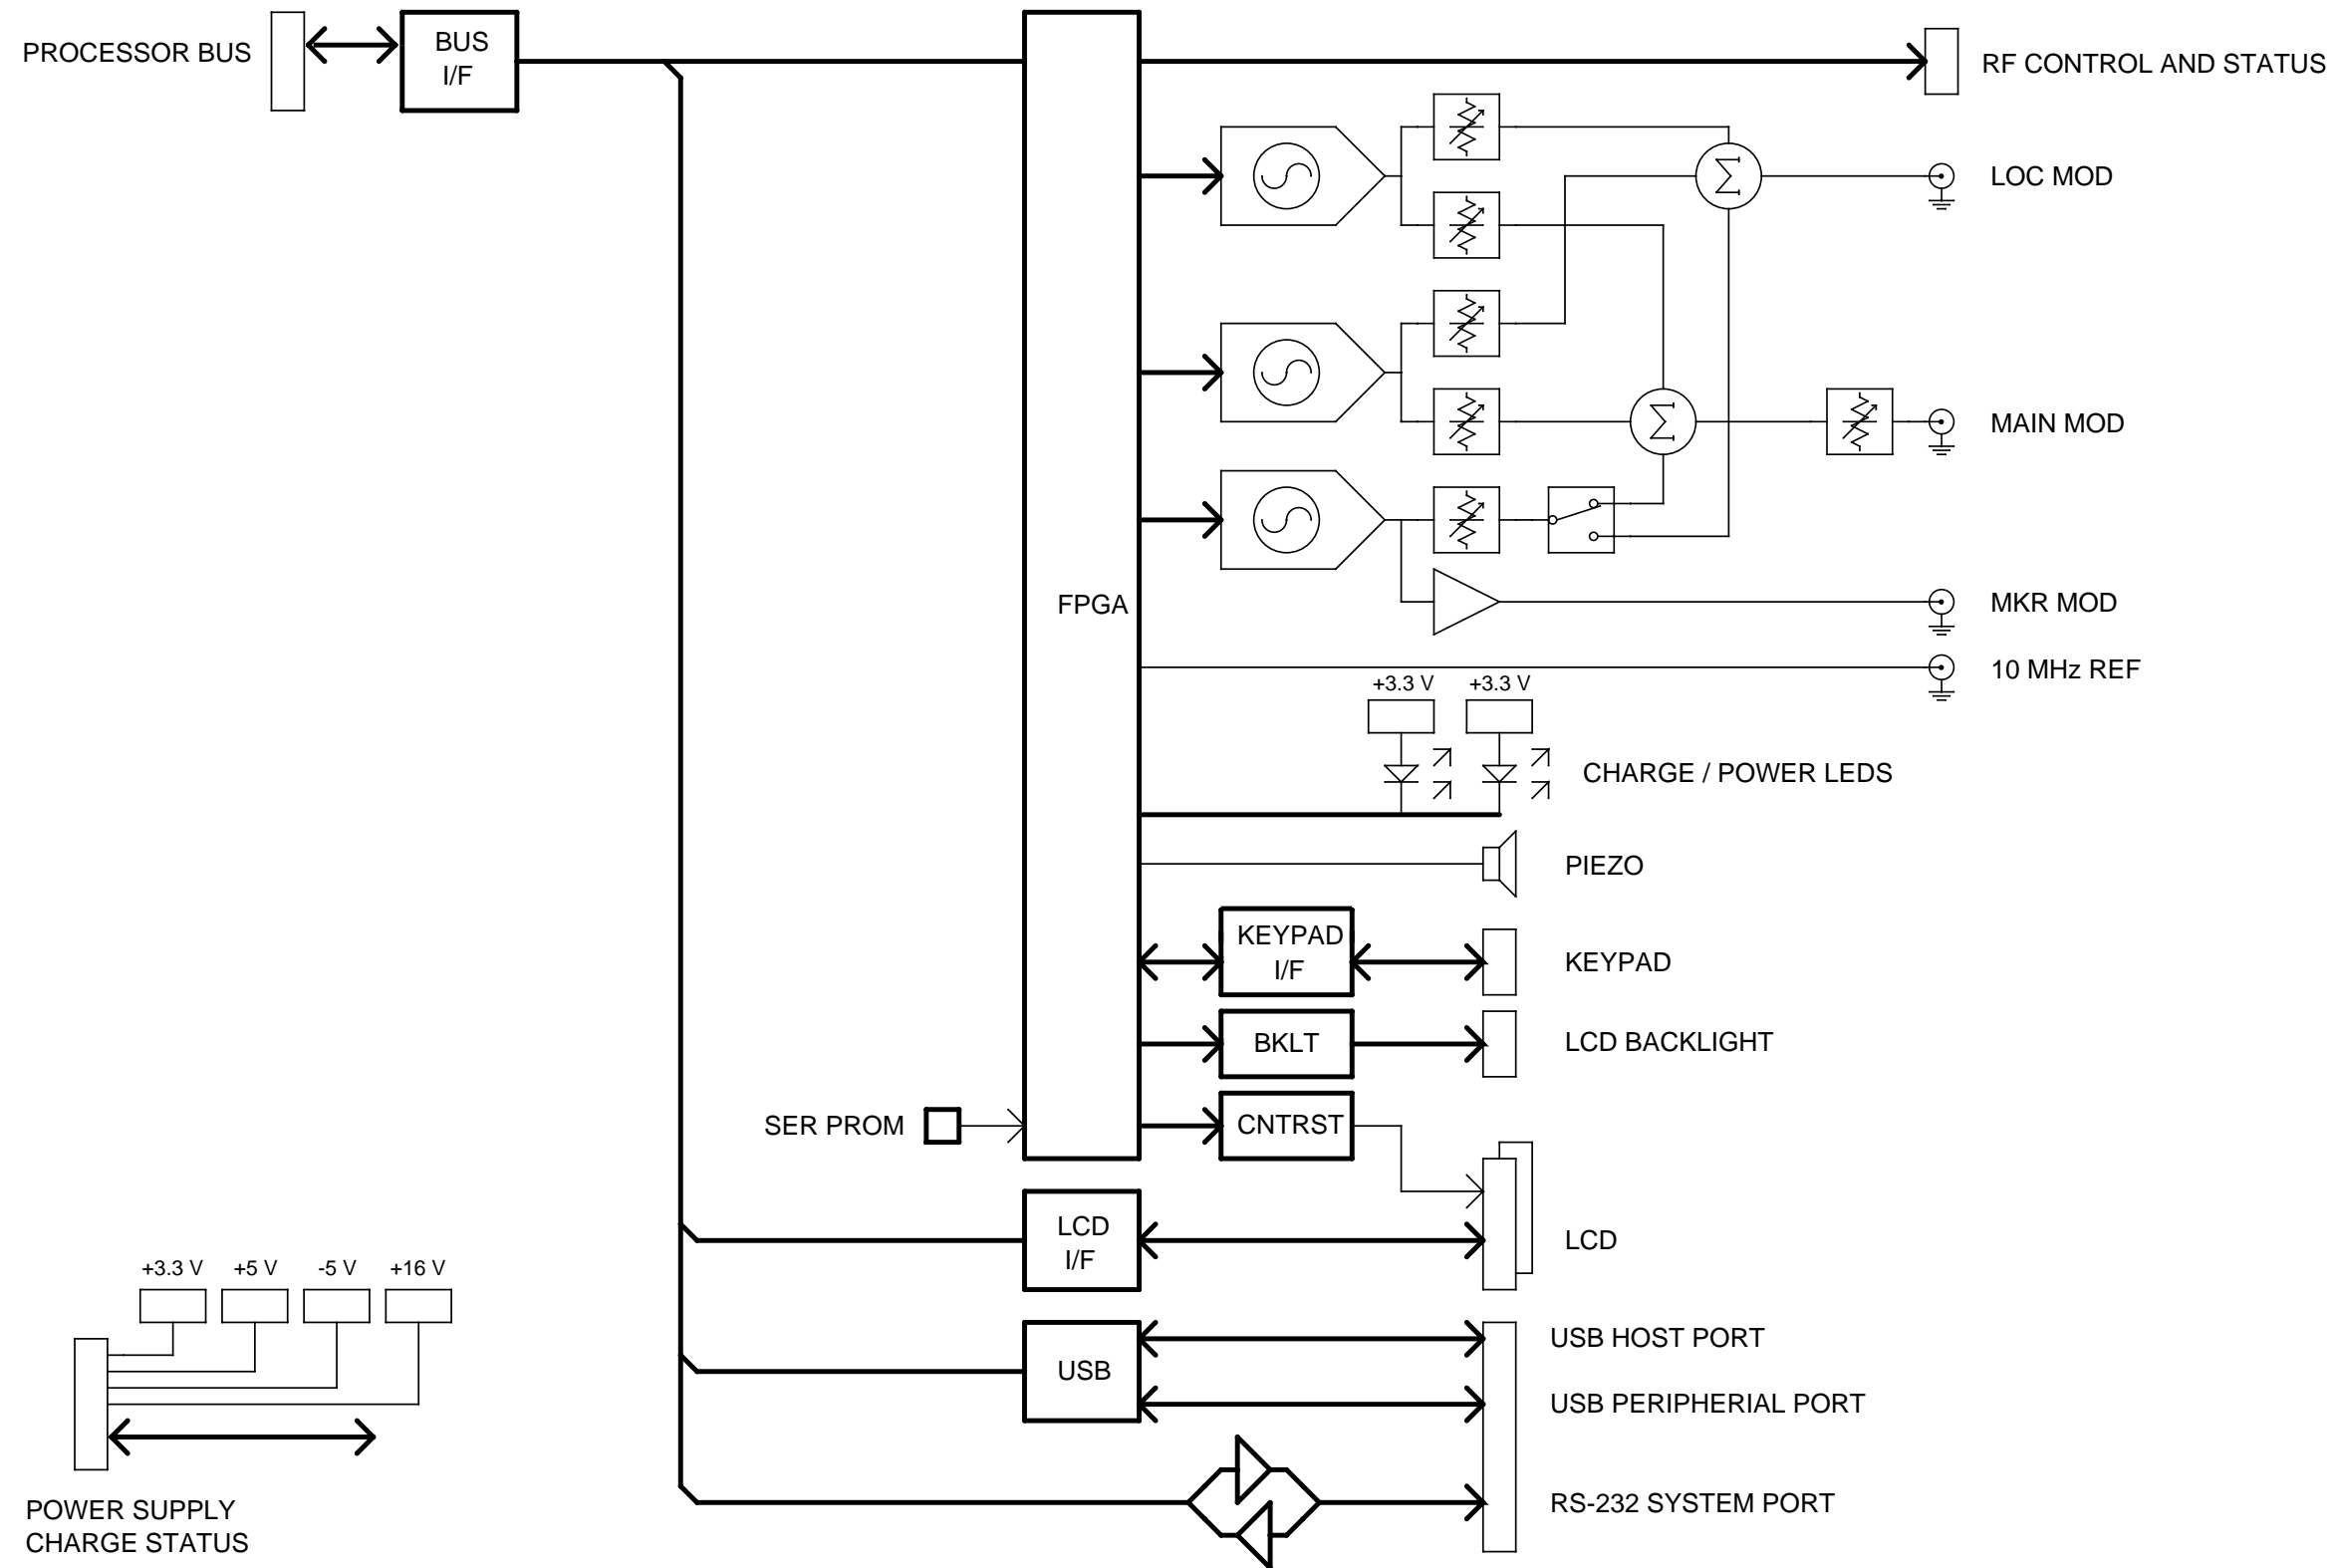 PROCESSOR BUS
BUS
I/F
RF CONTROL AND STATUS
LOC MOD
MAIN MOD
FPGA
MKR MOD
10 MHz REF
+3.3 V
+3.3 V
CHARGE / POWER LEDS
PIEZO
KEYPAD
I/F
KEYPAD
BKLT
LCD BACKLIGHT
SER PROM
CNTRST
LCD
I/F
LCD
+3.3 V
+5 V
-5 V
+16 V
USB
USB HOST PORT
USB PERIPHERIAL PORT
RS-232 SYSTEM PORT
POWER SUPPLY
CHARGE STATUS